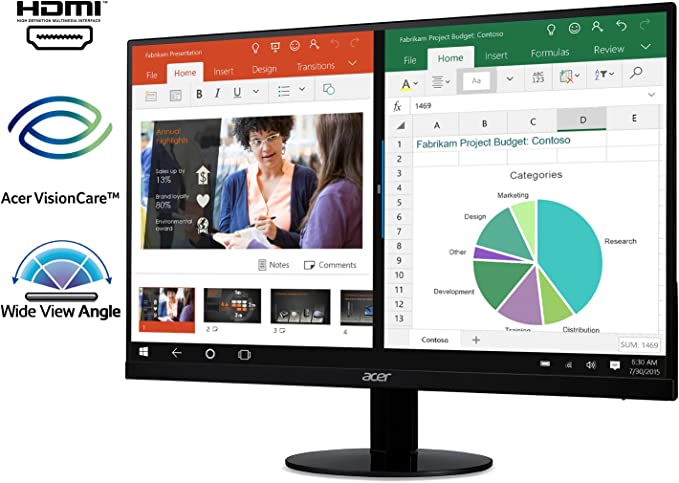 HDMI™
HIGH DEFINITION MULTIMEDIA INTERFACE
Acer VisionCare™
Wide View Angle
Fabrikam Presentation
File Home Insert Design Transitions
B I U
Annual highlights
Sales up by 13%
Brand loyalty 80%
Environmental award
Notes Comments
1 2 3 4
Fabrikam Project Budget: Contoso
File Home Insert Formulas Review
A Aa ABC 123 A Z
fx 1469
A B C D E
1 Fabrikam Project Budget: Contoso
2
3
4
5
6
7
8
9
10
11
12
13
Categories
Marketing
Design
Research
Other
Development
Training
Distribution
Contoso +
SUM: 1469
6:30 AM
7/30/2015
acer